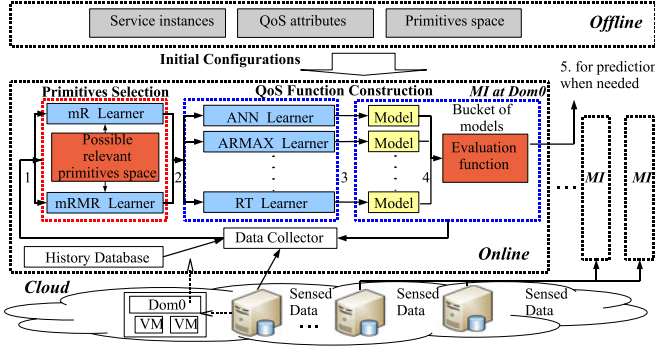 Service instances
QoS attributes
Primitives space
Offline
Initial Configurations
Primitives Selection
QoS Function Construction
MI at Dom0
5. for prediction
when needed
mR Learner
Possible
relevant
primitives space
mRMR Learner
ANN Learner
ARMAX Learner
RT Learner
Model
Model
Model
Bucket of
models
Evaluation
function
1
2
3
4
MI
MI
Data Collector
History Database
Online
Cloud
Dom0
VM
VM
Sensed
Data
Sensed
Data
Sensed
Data